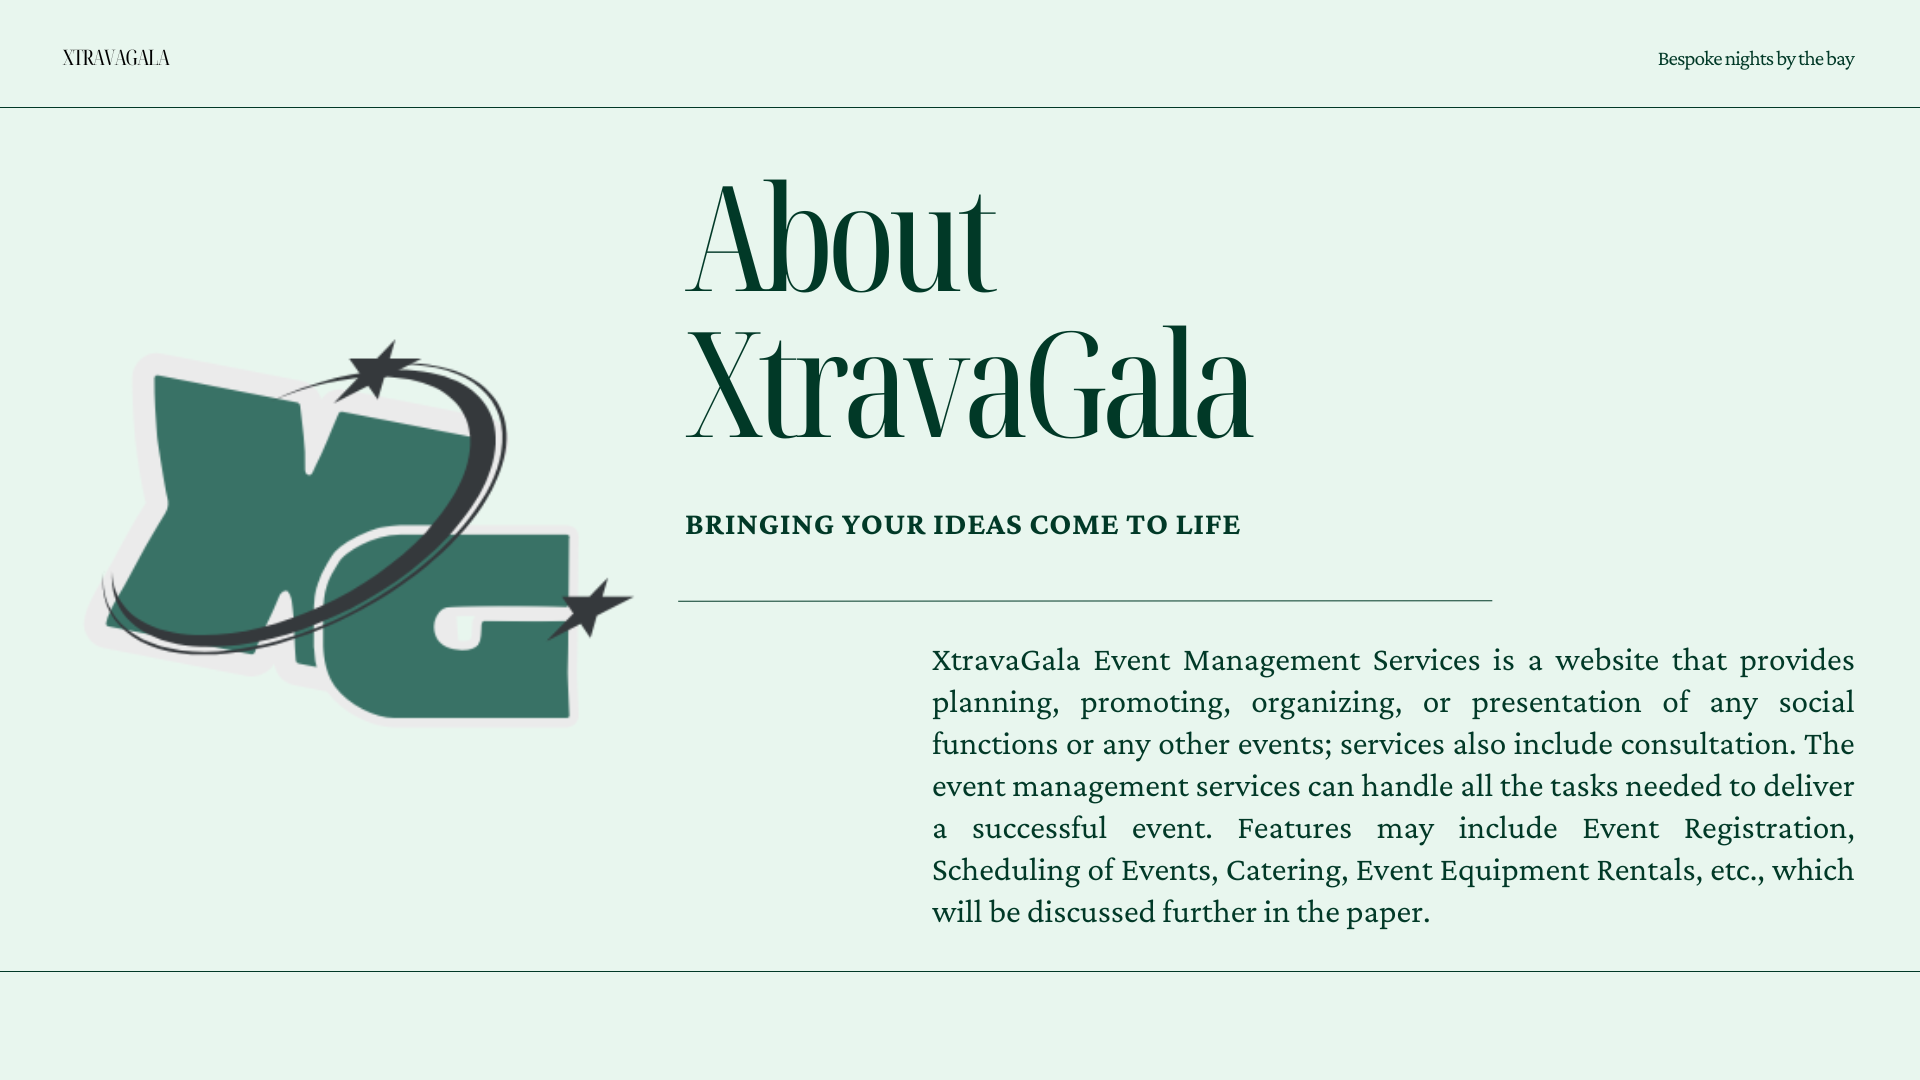 XTRAVAGALA
Bespoke nights by the bay
About
XtravaGala
BRINGING YOUR IDEAS COME TO LIFE
XG
XtravaGala Event Management Services is a website that provides
planning, promoting, organizing, or presentation of any social
functions or any other events; services also include consultation. The
event management services can handle all the tasks needed to deliver
a successful event. Features may include Event Registration,
Scheduling of Events, Catering, Event Equipment Rentals, etc., which
will be discussed further in the paper.